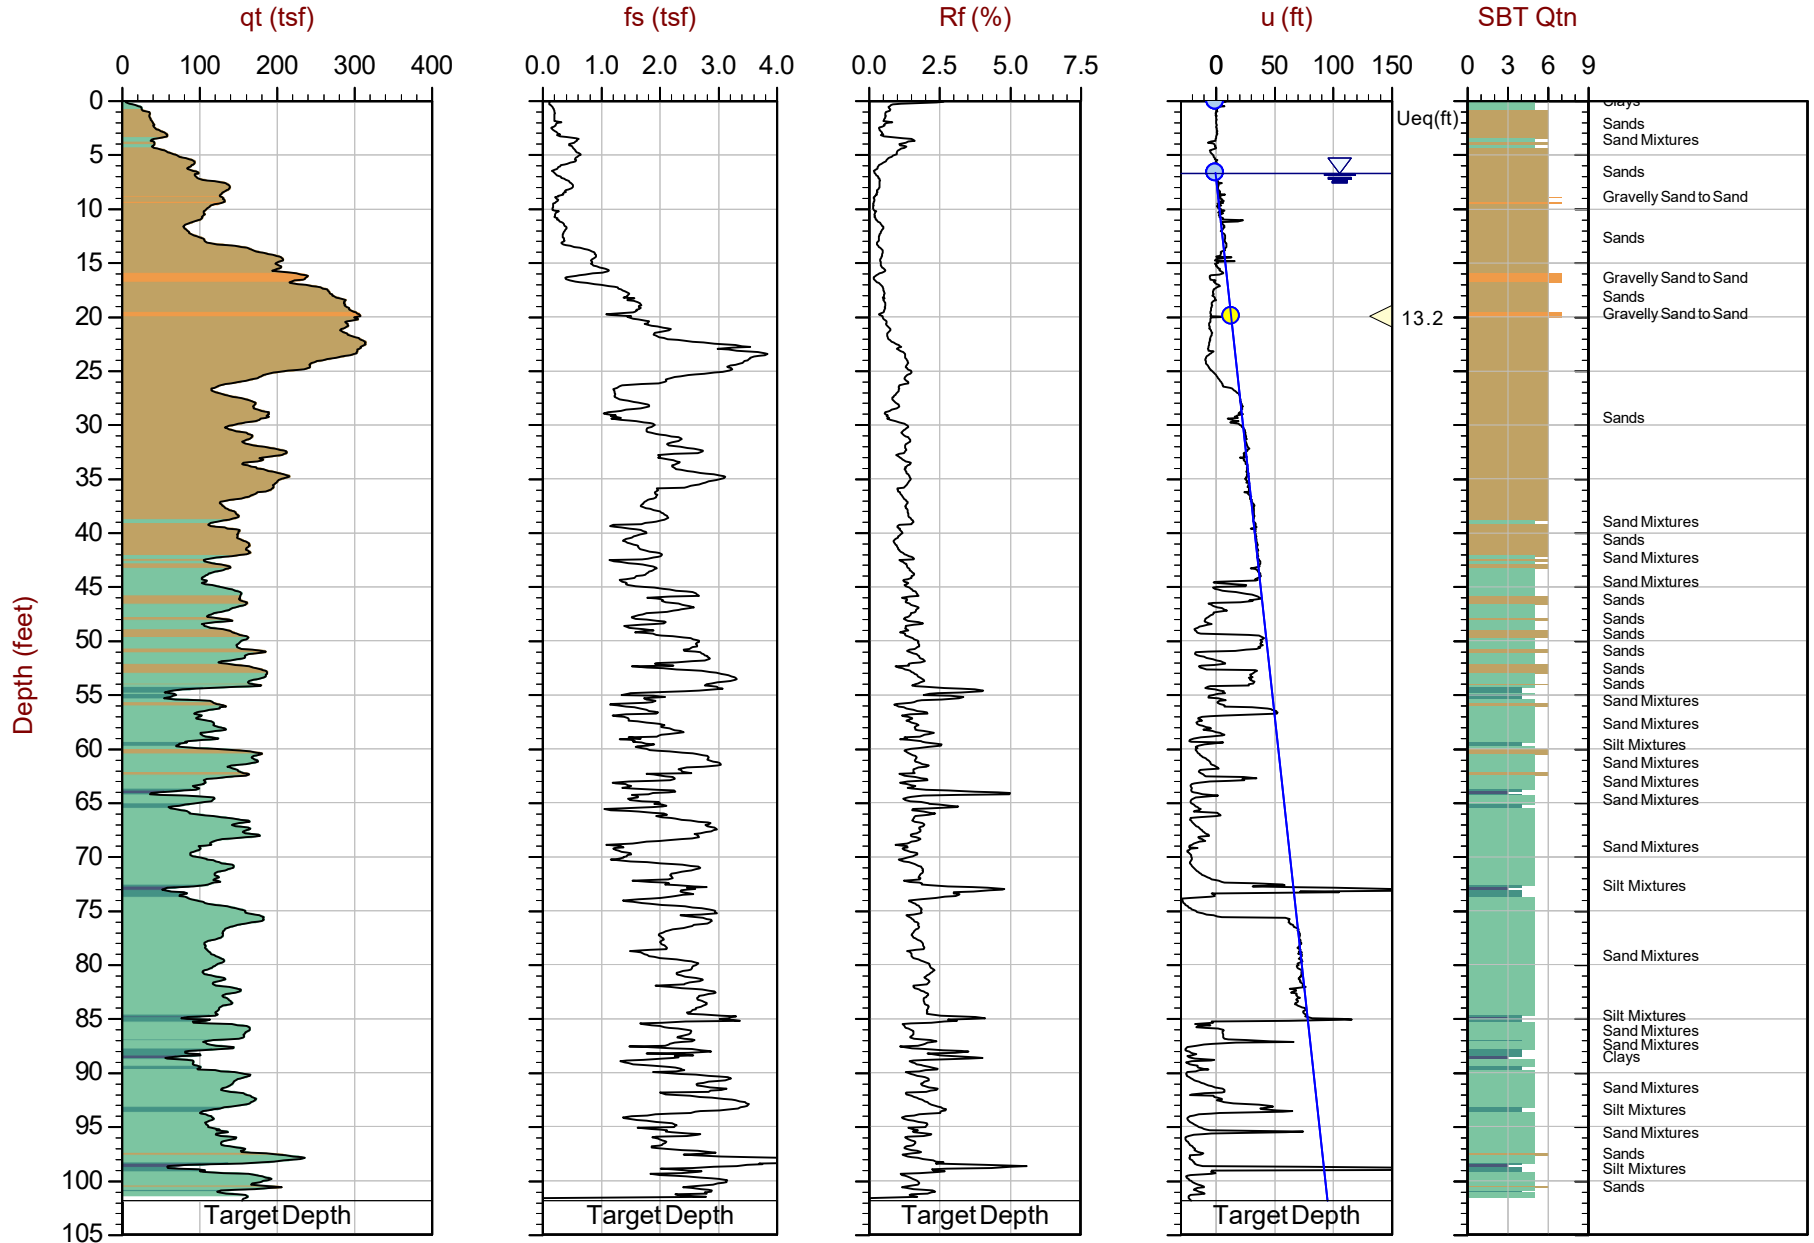 qt (tsf) fs (tsf) Rf (%) u (ft) SBT Qtn
0 100 200 300 400 0.0 1.0 2.0 3.0 4.0 0.0 2.5 5.0 7.5 0 50 100 150 0 3 6 9
0
Clays
Ueq(ft)
Sands
Sand Mixtures
5
Sands
Gravelly Sand to Sand
10
Sands
15
Gravelly Sand to Sand
Sands
Gravelly Sand to Sand
20
13.2
25
Sands
30
35
Sand Mixtures
40
Sands
Sand Mixtures
Sand Mixtures
45
Sands
Sands
Sands
50
Sands
Sands
Sands
55
Sand Mixtures
Sand Mixtures
Silt Mixtures
60
Sand Mixtures
Sand Mixtures
Sand Mixtures
65
Sand Mixtures
70
Silt Mixtures
75
Sand Mixtures
80
Silt Mixtures
85
Sand Mixtures
Sand Mixtures
Clays
90
Sand Mixtures
Silt Mixtures
95
Sand Mixtures
Sands
Silt Mixtures
100
Sands
Target Depth Target Depth Target Depth Target Depth
105
Depth (feet)